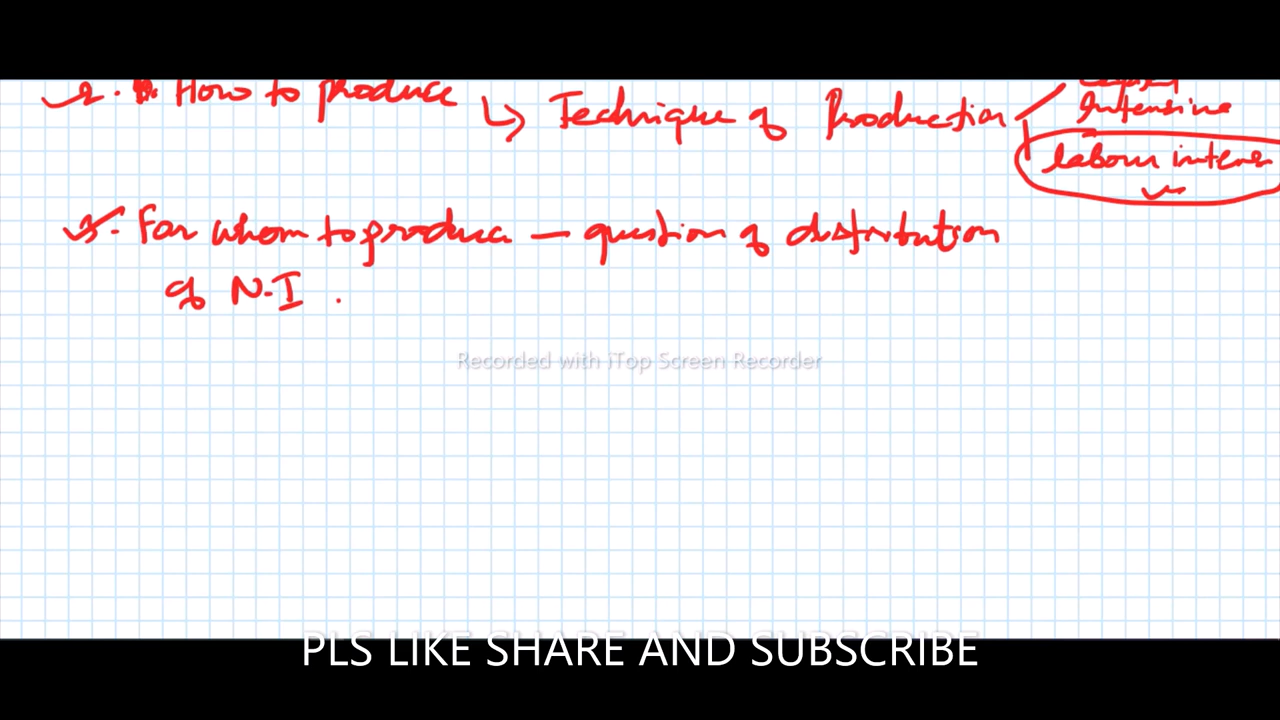 2. How to produce ↳ Technique of Production
Intensive
labour inten
3. For whom to produce — question of distribution
of N.I .
Recorded with iTop Screen Recorder
PLS LIKE SHARE AND SUBSCRIBE